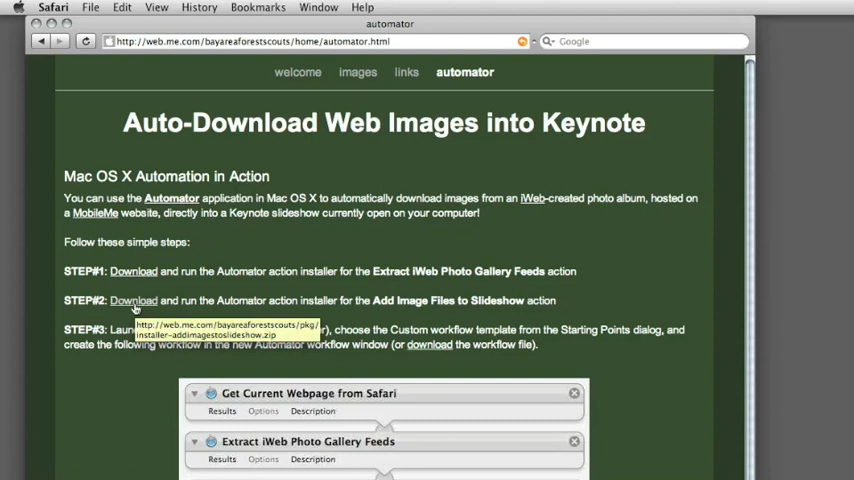 Safari File Edit View History Bookmarks Window Help
automator
http://web.me.com/bayareaforestscouts/home/automator.html
Google
welcome images links automator
Auto-Download Web Images into Keynote
Mac OS X Automation in Action
You can use the Automator application in Mac OS X to automatically download images from an iWeb-created photo album, hosted on
a MobileMe website, directly into a Keynote slideshow currently open on your computer!
Follow these simple steps:
STEP#1: Download and run the Automator action installer for the Extract iWeb Photo Gallery Feeds action
STEP#2: Download and run the Automator action installer for the Add Image Files to Slideshow action
http://web.me.com/bayareaforestscouts/pkg/
installer-addimagestoslideshow.zip
STEP#3: choose the Custom workflow template from the Starting Points dialog, and
create the following workflow in the new Automator workflow window (or download the workflow file).
Get Current Webpage from Safari
Results Options Description
Extract iWeb Photo Gallery Feeds
Results Options Description